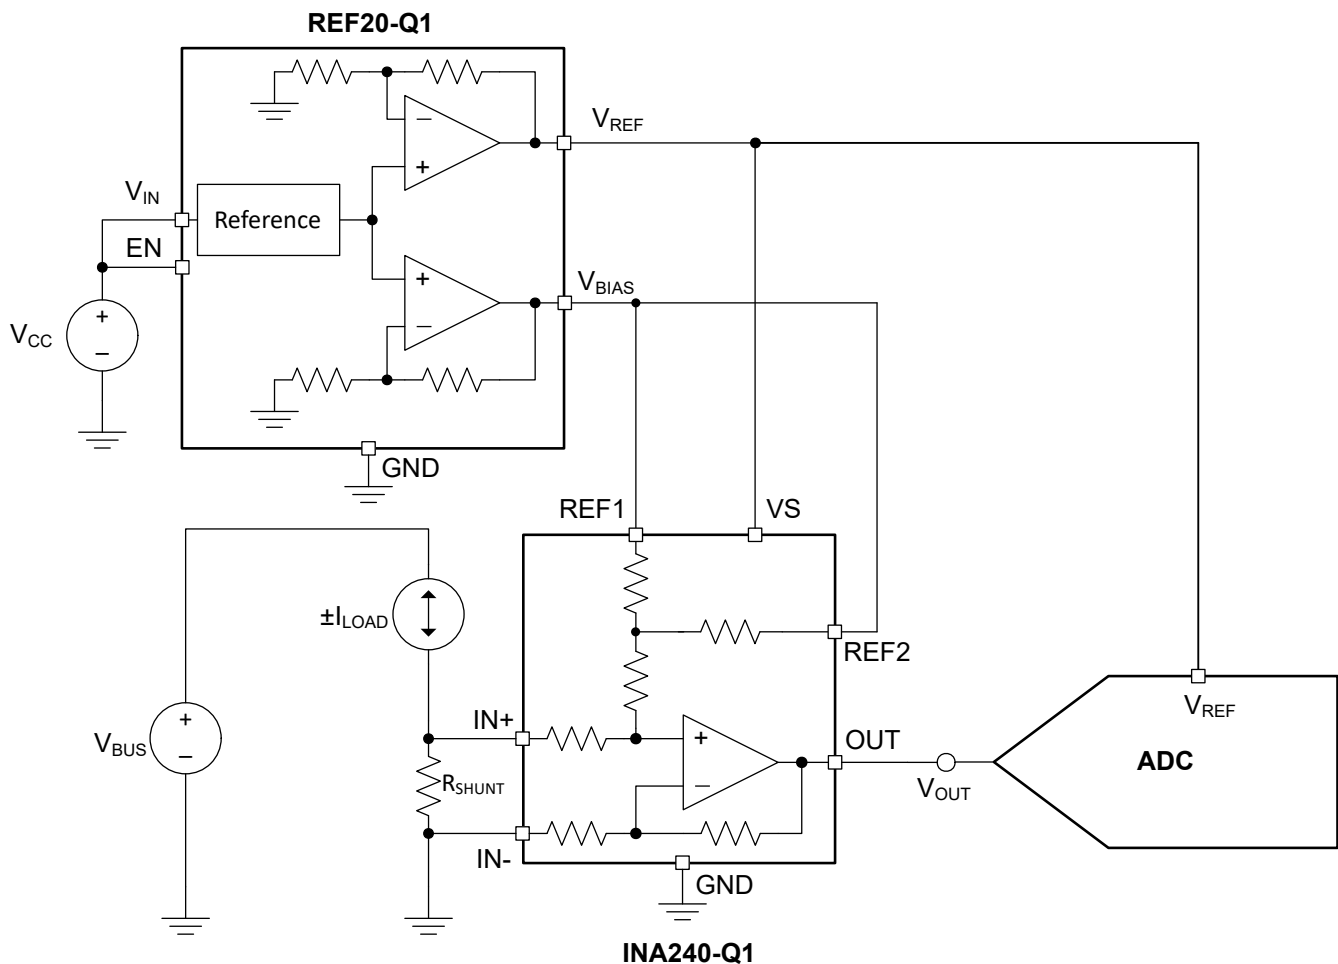 REF20-Q1
V_REF
−
+
V_IN
Reference
EN
V_BIAS
+
−
V_CC
+
−
GND
REF1
VS
±I_LOAD
REF2
V_REF
IN+
OUT
V_BUS
+
−
+
−
ADC
R_SHUNT
V_OUT
IN-
GND
INA240-Q1